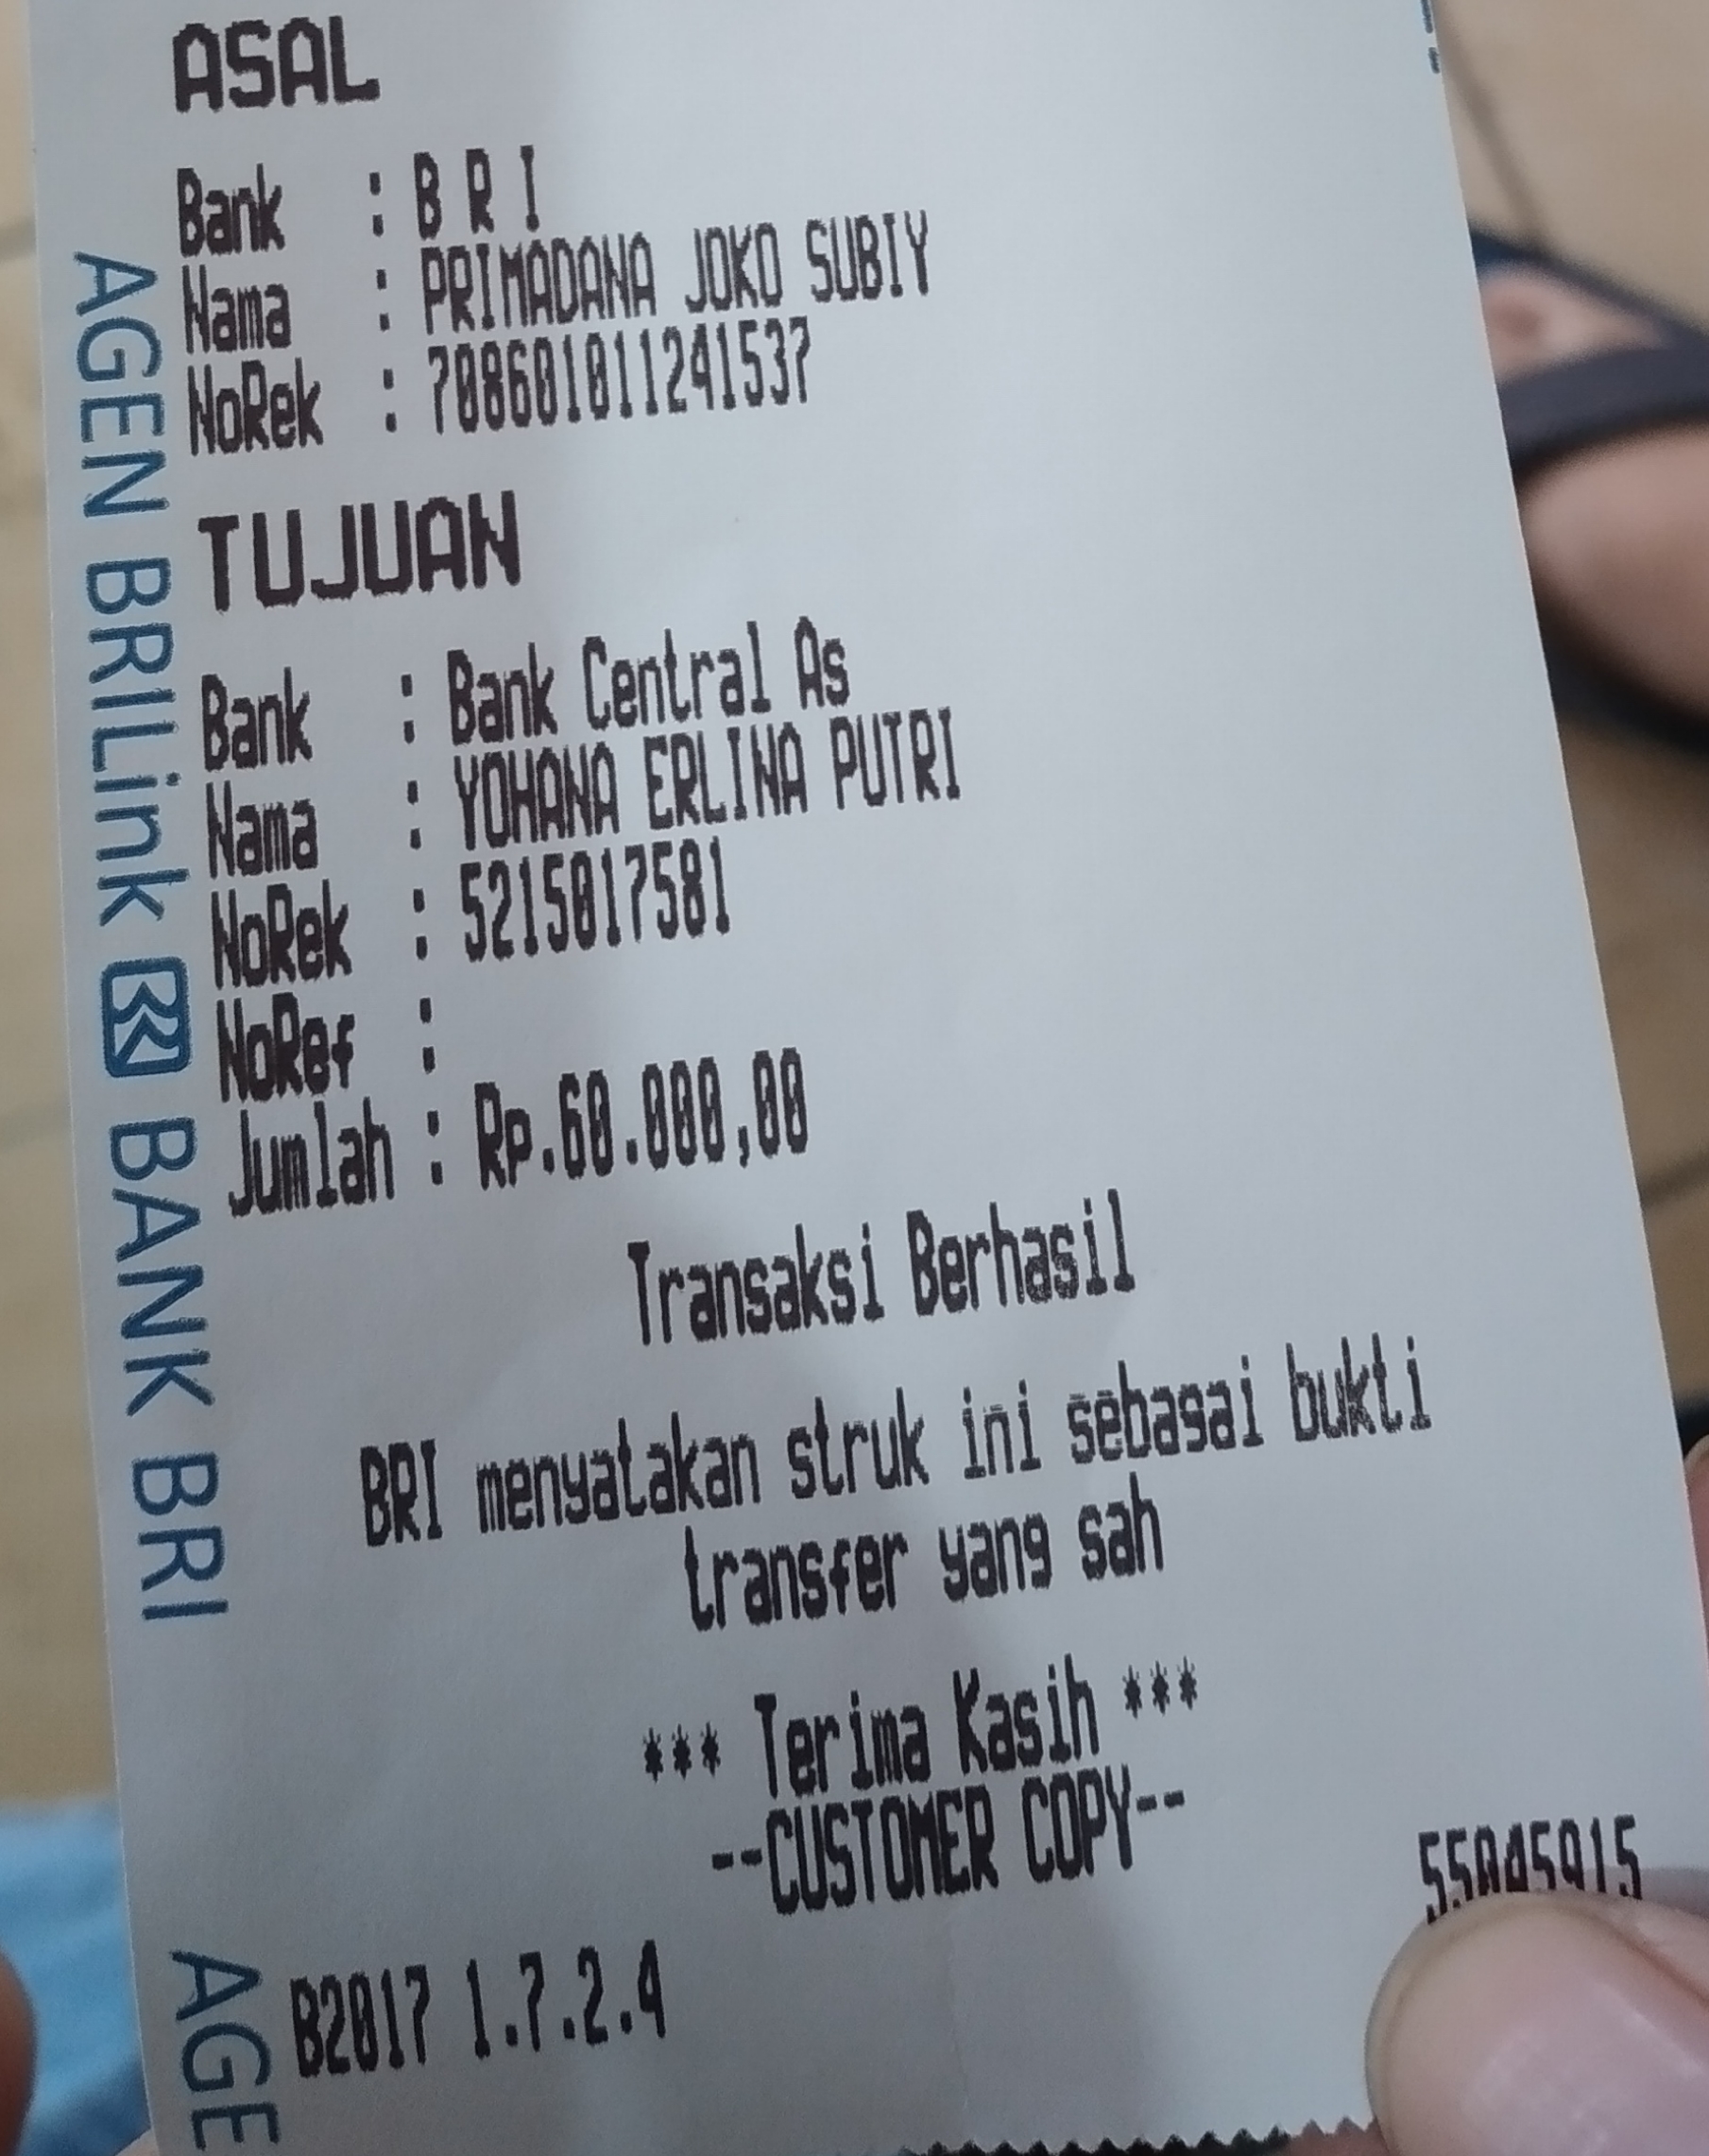 ASAL
Bank : B R I
Nama : PRIMADANA JOKO SUBIY
NoRek : 708601011241537
TUJUAN
Bank : Bank Central As
Nama : YOHANA ERLINA PUTRI
NoRek : 5215017581
NoRef :
Jumlah : Rp.60.000,00
Transaksi Berhasil
BRI menyatakan struk ini sebagai bukti
transfer yang sah
*** Terima Kasih ***
--CUSTOMER COPY--
B2017 1.7.2.4
AGEN BRILink BANK BRI
AGE